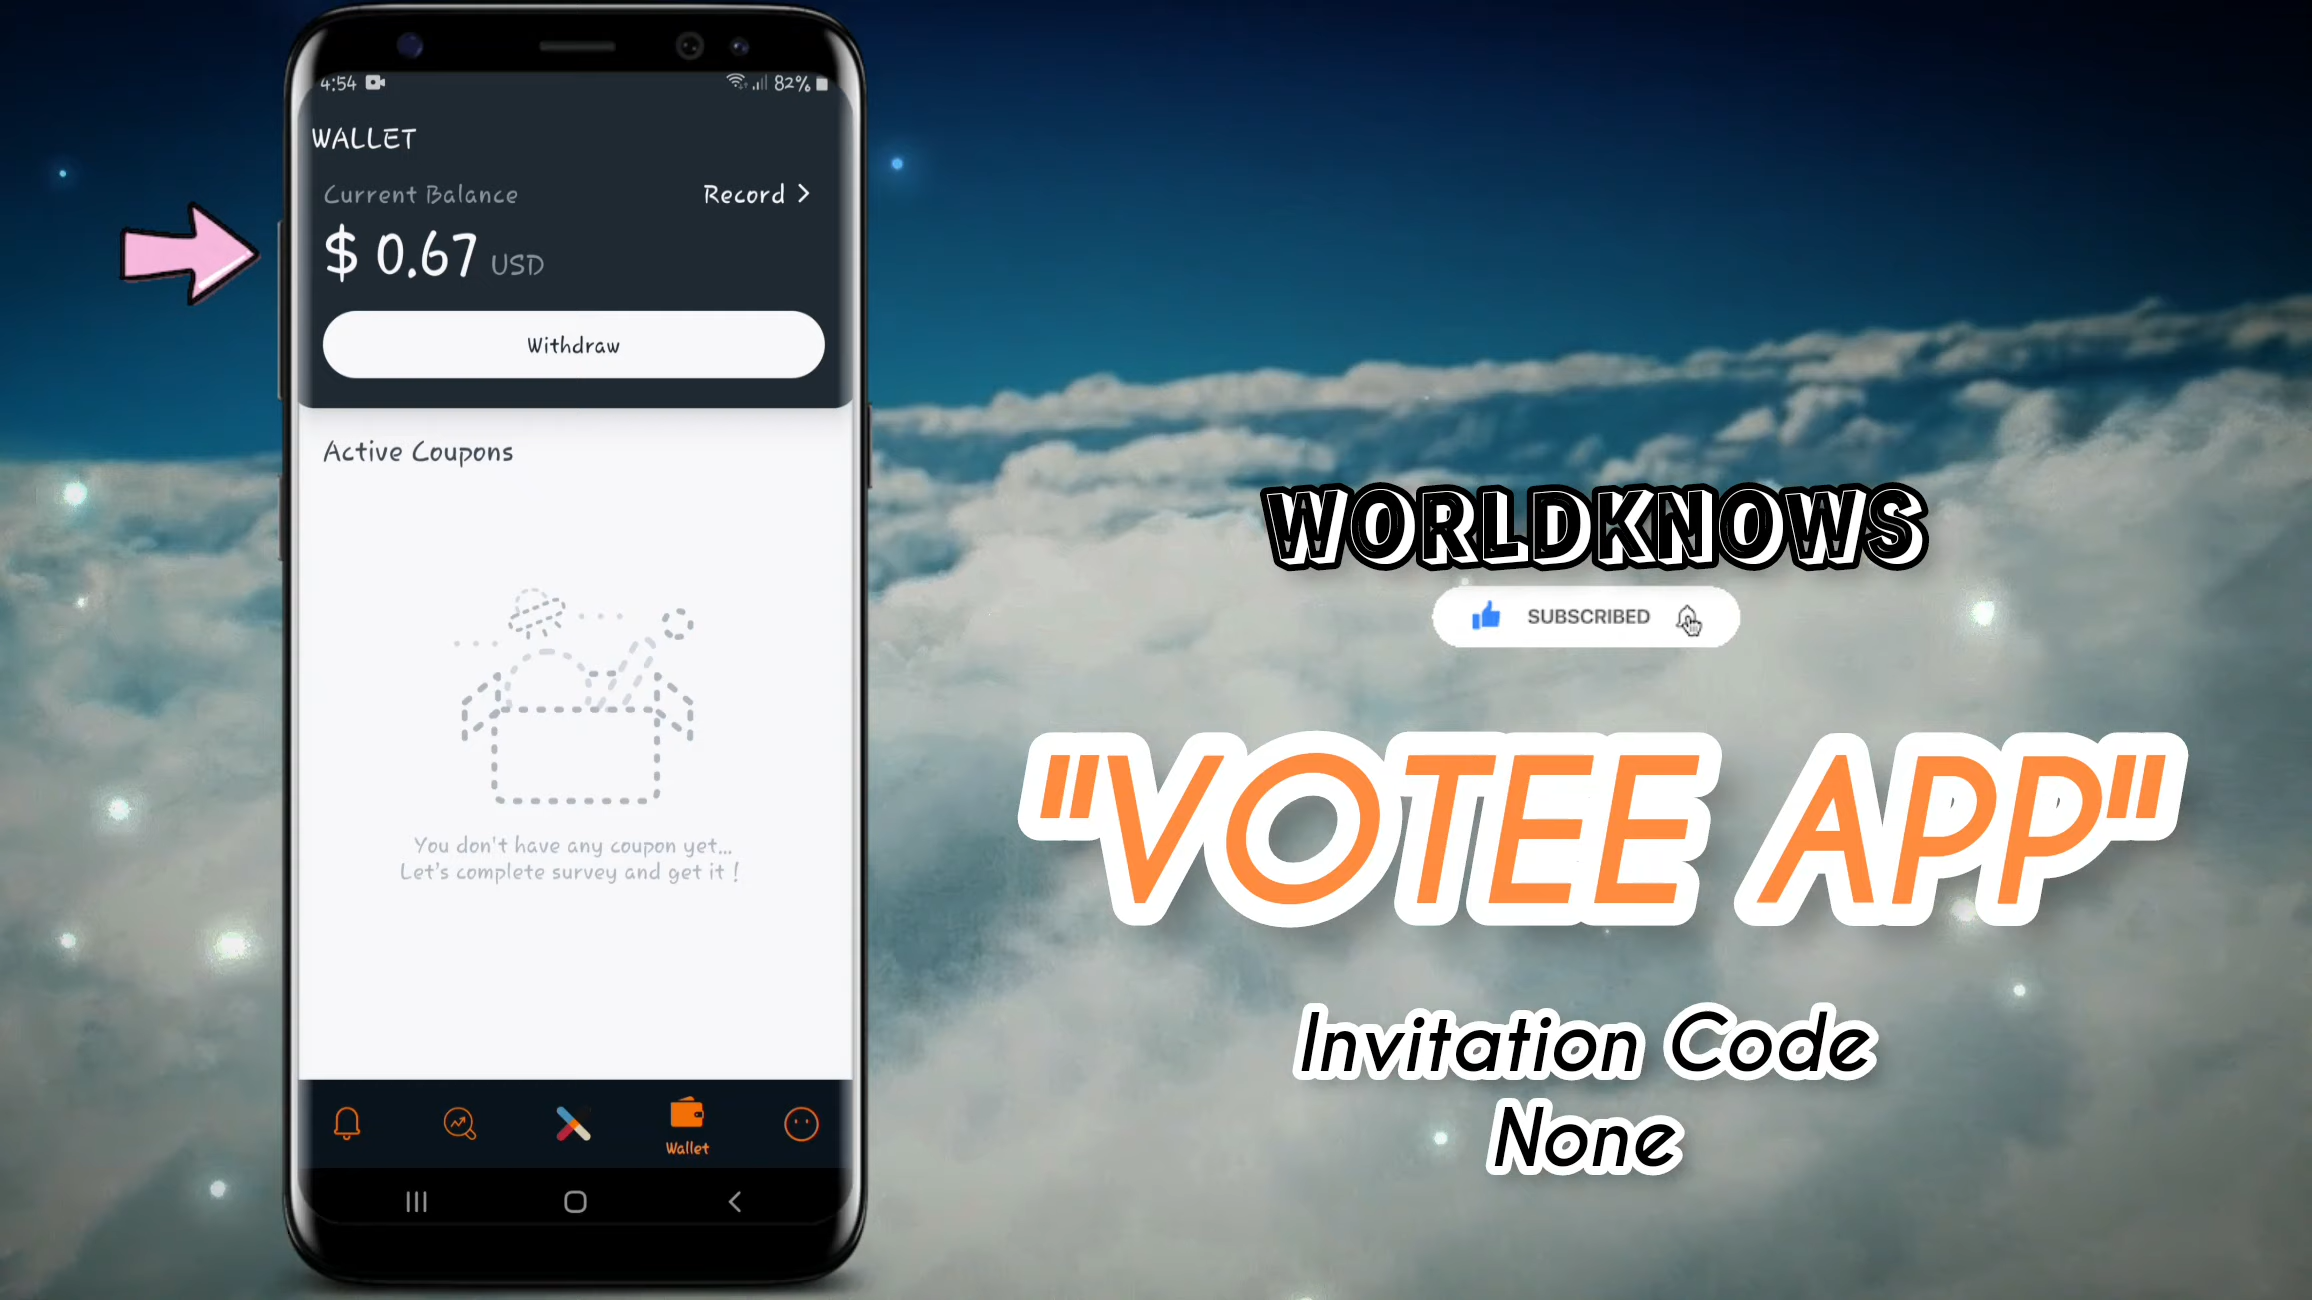 4:54
82%
WALLET
Current Balance
Record >
$ 0.67 USD
Withdraw
Active Coupons
You don't have any coupon yet...
Let's complete survey and get it !
Wallet
WORLDKNOWS
SUBSCRIBED
"VOTEE APP"
Invitation Code
None